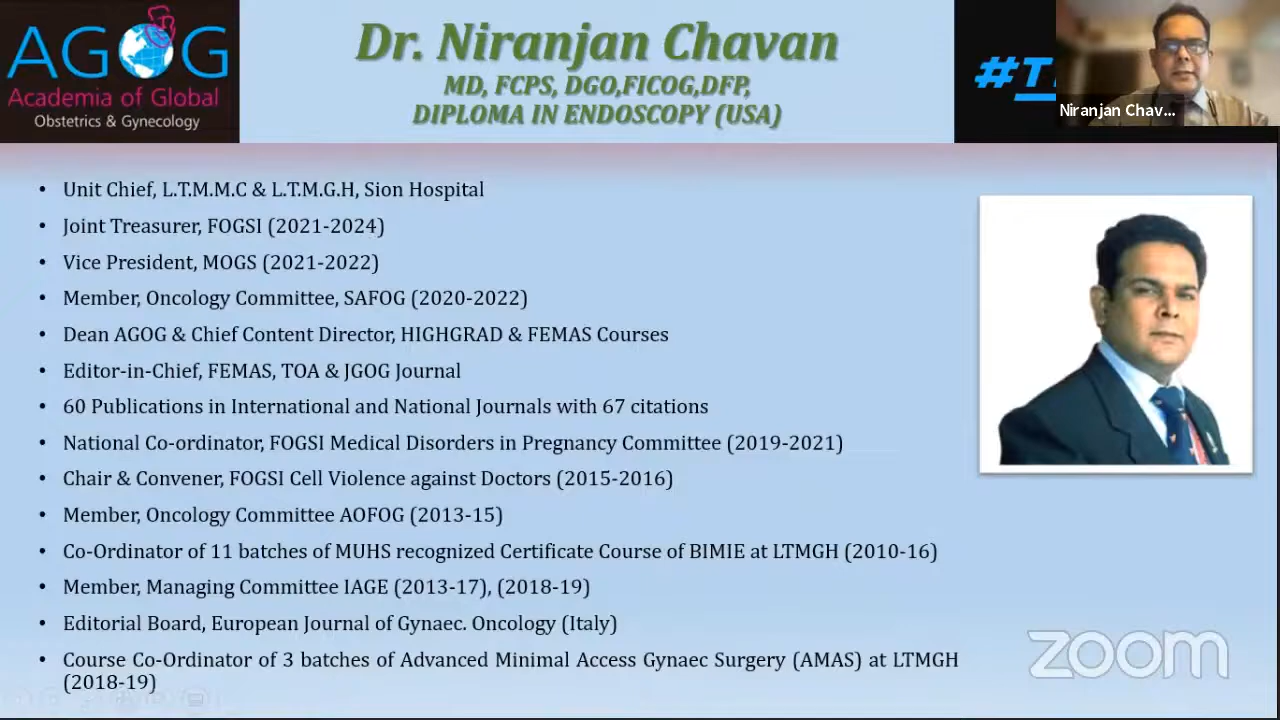 AGOG
Academia of Global
Obstetrics & Gynecology
Dr. Niranjan Chavan
MD, FCPS, DGO,FICOG,DFP,
DIPLOMA IN ENDOSCOPY (USA)
Niranjan Chav...
• Unit Chief, L.T.M.M.C & L.T.M.G.H, Sion Hospital
• Joint Treasurer, FOGSI (2021-2024)
• Vice President, MOGS (2021-2022)
• Member, Oncology Committee, SAFOG (2020-2022)
• Dean AGOG & Chief Content Director, HIGHGRAD & FEMAS Courses
• Editor-in-Chief, FEMAS, TOA & JGOG Journal
• 60 Publications in International and National Journals with 67 citations
• National Co-ordinator, FOGSI Medical Disorders in Pregnancy Committee (2019-2021)
• Chair & Convener, FOGSI Cell Violence against Doctors (2015-2016)
• Member, Oncology Committee AOFOG (2013-15)
• Co-Ordinator of 11 batches of MUHS recognized Certificate Course of BIMIE at LTMGH (2010-16)
• Member, Managing Committee IAGE (2013-17), (2018-19)
• Editorial Board, European Journal of Gynaec. Oncology (Italy)
• Course Co-Ordinator of 3 batches of Advanced Minimal Access Gynaec Surgery (AMAS) at LTMGH
(2018-19)
zoom